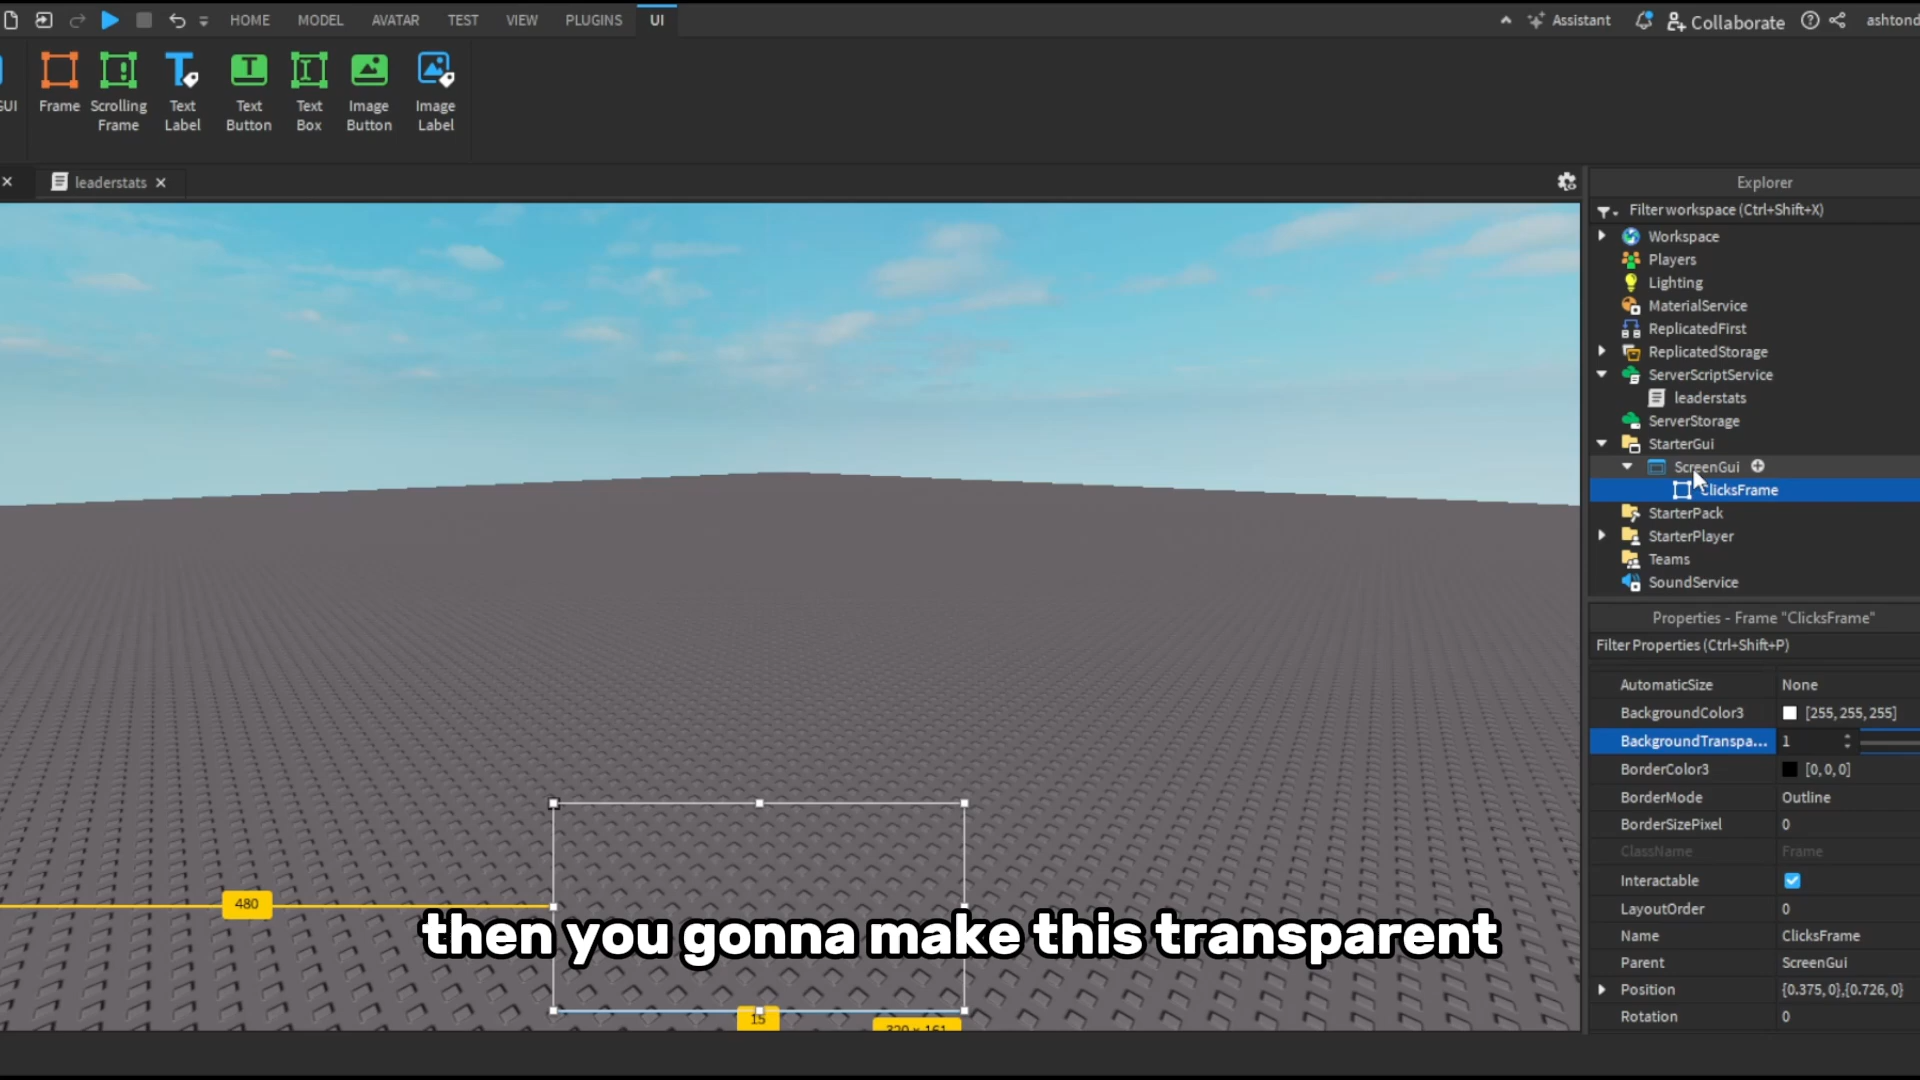 HOME
MODEL
AVATAR
TEST
VIEW
PLUGINS
UI
Assistant
Collaborate
ashtond
GUI
Frame
Scrolling
Frame
Text
Label
Text
Button
Text
Box
Image
Button
Image
Label
leaderstats
Explorer
Filter workspace (Ctrl+Shift+X)
Workspace
Players
Lighting
MaterialService
ReplicatedFirst
ReplicatedStorage
ServerScriptService
leaderstats
ServerStorage
StarterGui
ScreenGui
ClicksFrame
StarterPack
StarterPlayer
Teams
SoundService
Properties - Frame "ClicksFrame"
Filter Properties (Ctrl+Shift+P)
AutomaticSize None
BackgroundColor3 [255, 255, 255]
BackgroundTranspa... 1
BorderColor3 [0, 0, 0]
BorderMode Outline
BorderSizePixel 0
ClassName Frame
Interactable
LayoutOrder 0
Name ClicksFrame
Parent ScreenGui
Position {0.375, 0},{0.726, 0}
Rotation 0
480
then you gonna make this transparent
15
320 x 161